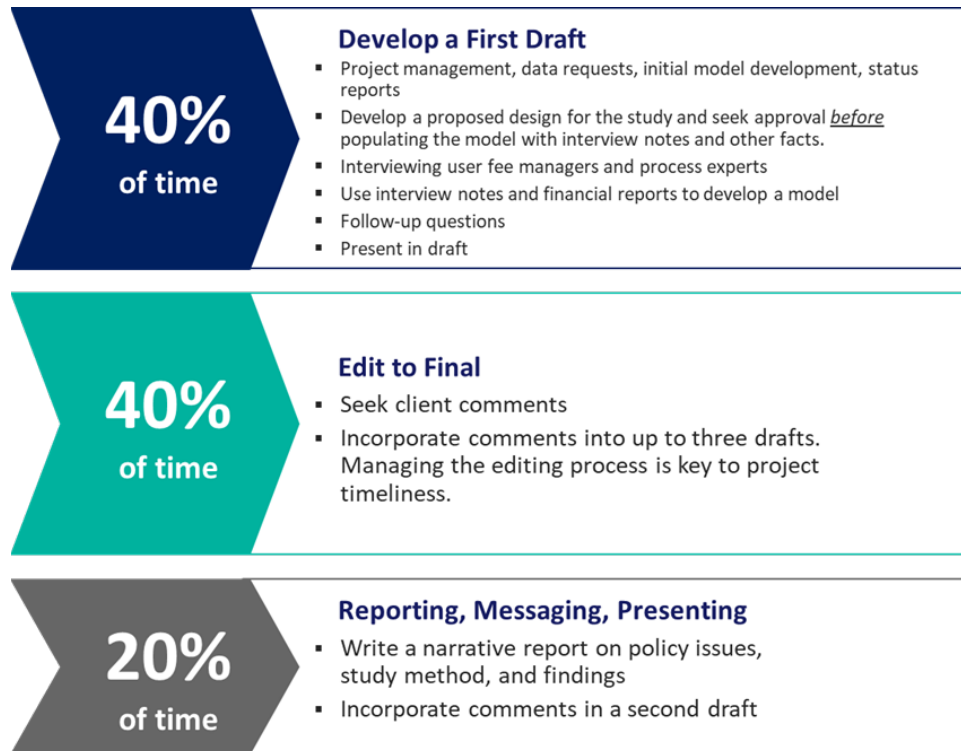 40%
of time
Develop a First Draft
▪ Project management, data requests, initial model development, status
reports
▪ Develop a proposed design for the study and seek approval before
populating the model with interview notes and other facts.
▪ Interviewing user fee managers and process experts
▪ Use interview notes and financial reports to develop a model
▪ Follow-up questions
▪ Present in draft
40%
of time
Edit to Final
▪ Seek client comments
▪ Incorporate comments into up to three drafts.
Managing the editing process is key to project
timeliness.
20%
of time
Reporting, Messaging, Presenting
▪ Write a narrative report on policy issues,
study method, and findings
▪ Incorporate comments in a second draft